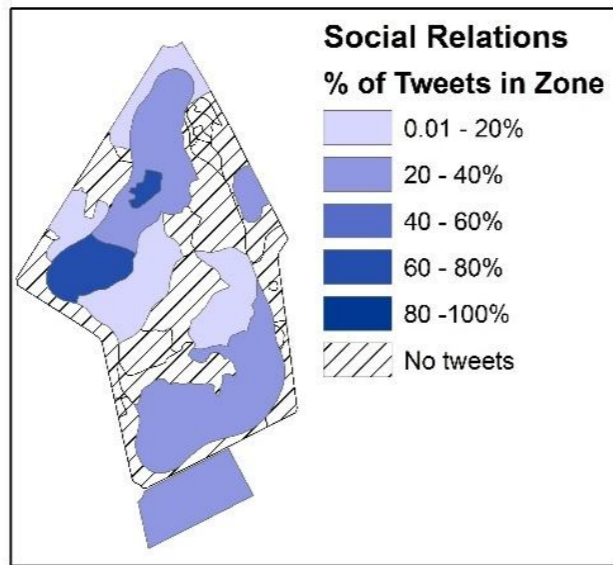 Social Relations
% of Tweets in Zone
0.01 - 20%
20 - 40%
40 - 60%
60 - 80%
80 -100%
No tweets